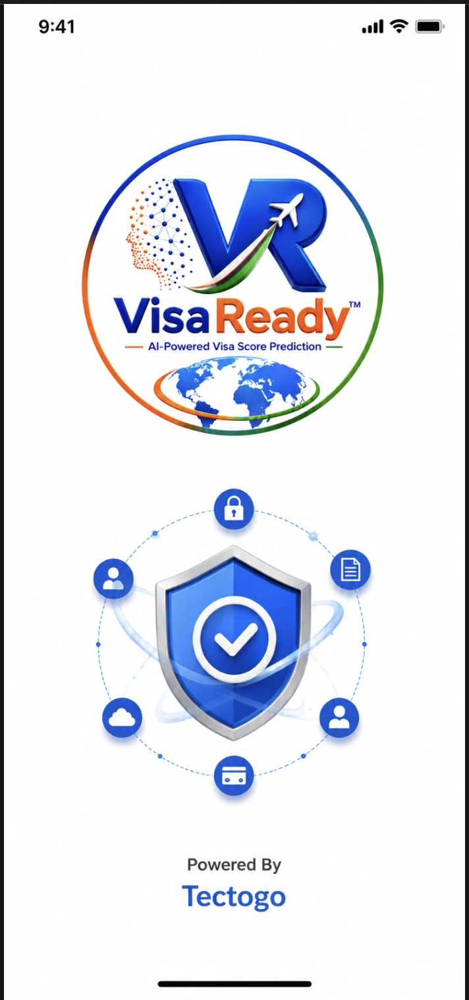 9:41
VR
Visa Ready™
AI-Powered Visa Score Prediction
Powered By
Tectogo